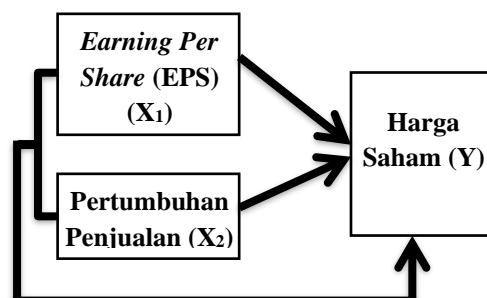 Earning Per
Share (EPS)
(X1)
Harga
Saham (Y)
Pertumbuhan
Penjualan (X2)